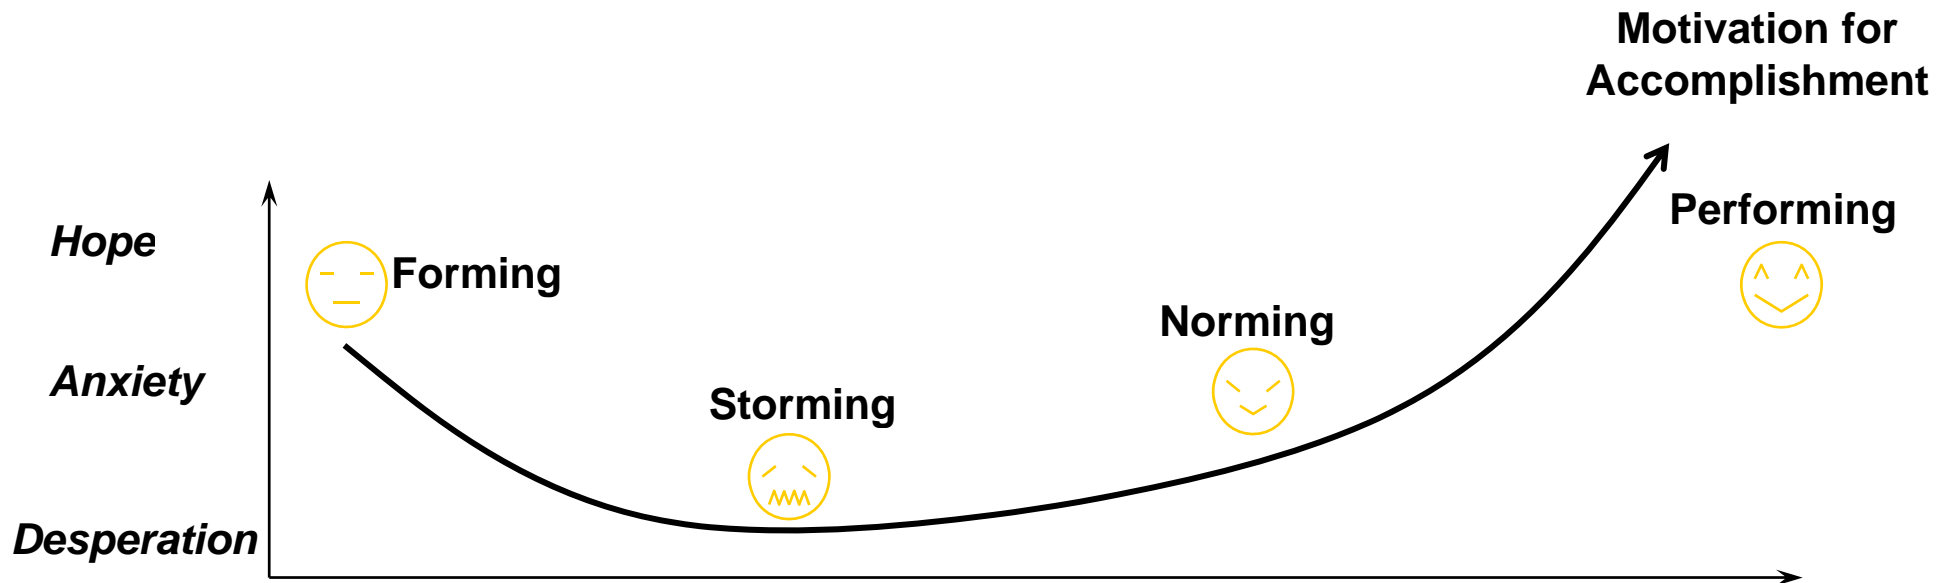 Motivation for
Accomplishment
Performing
Hope
Forming
Norming
Anxiety
Storming
Desperation